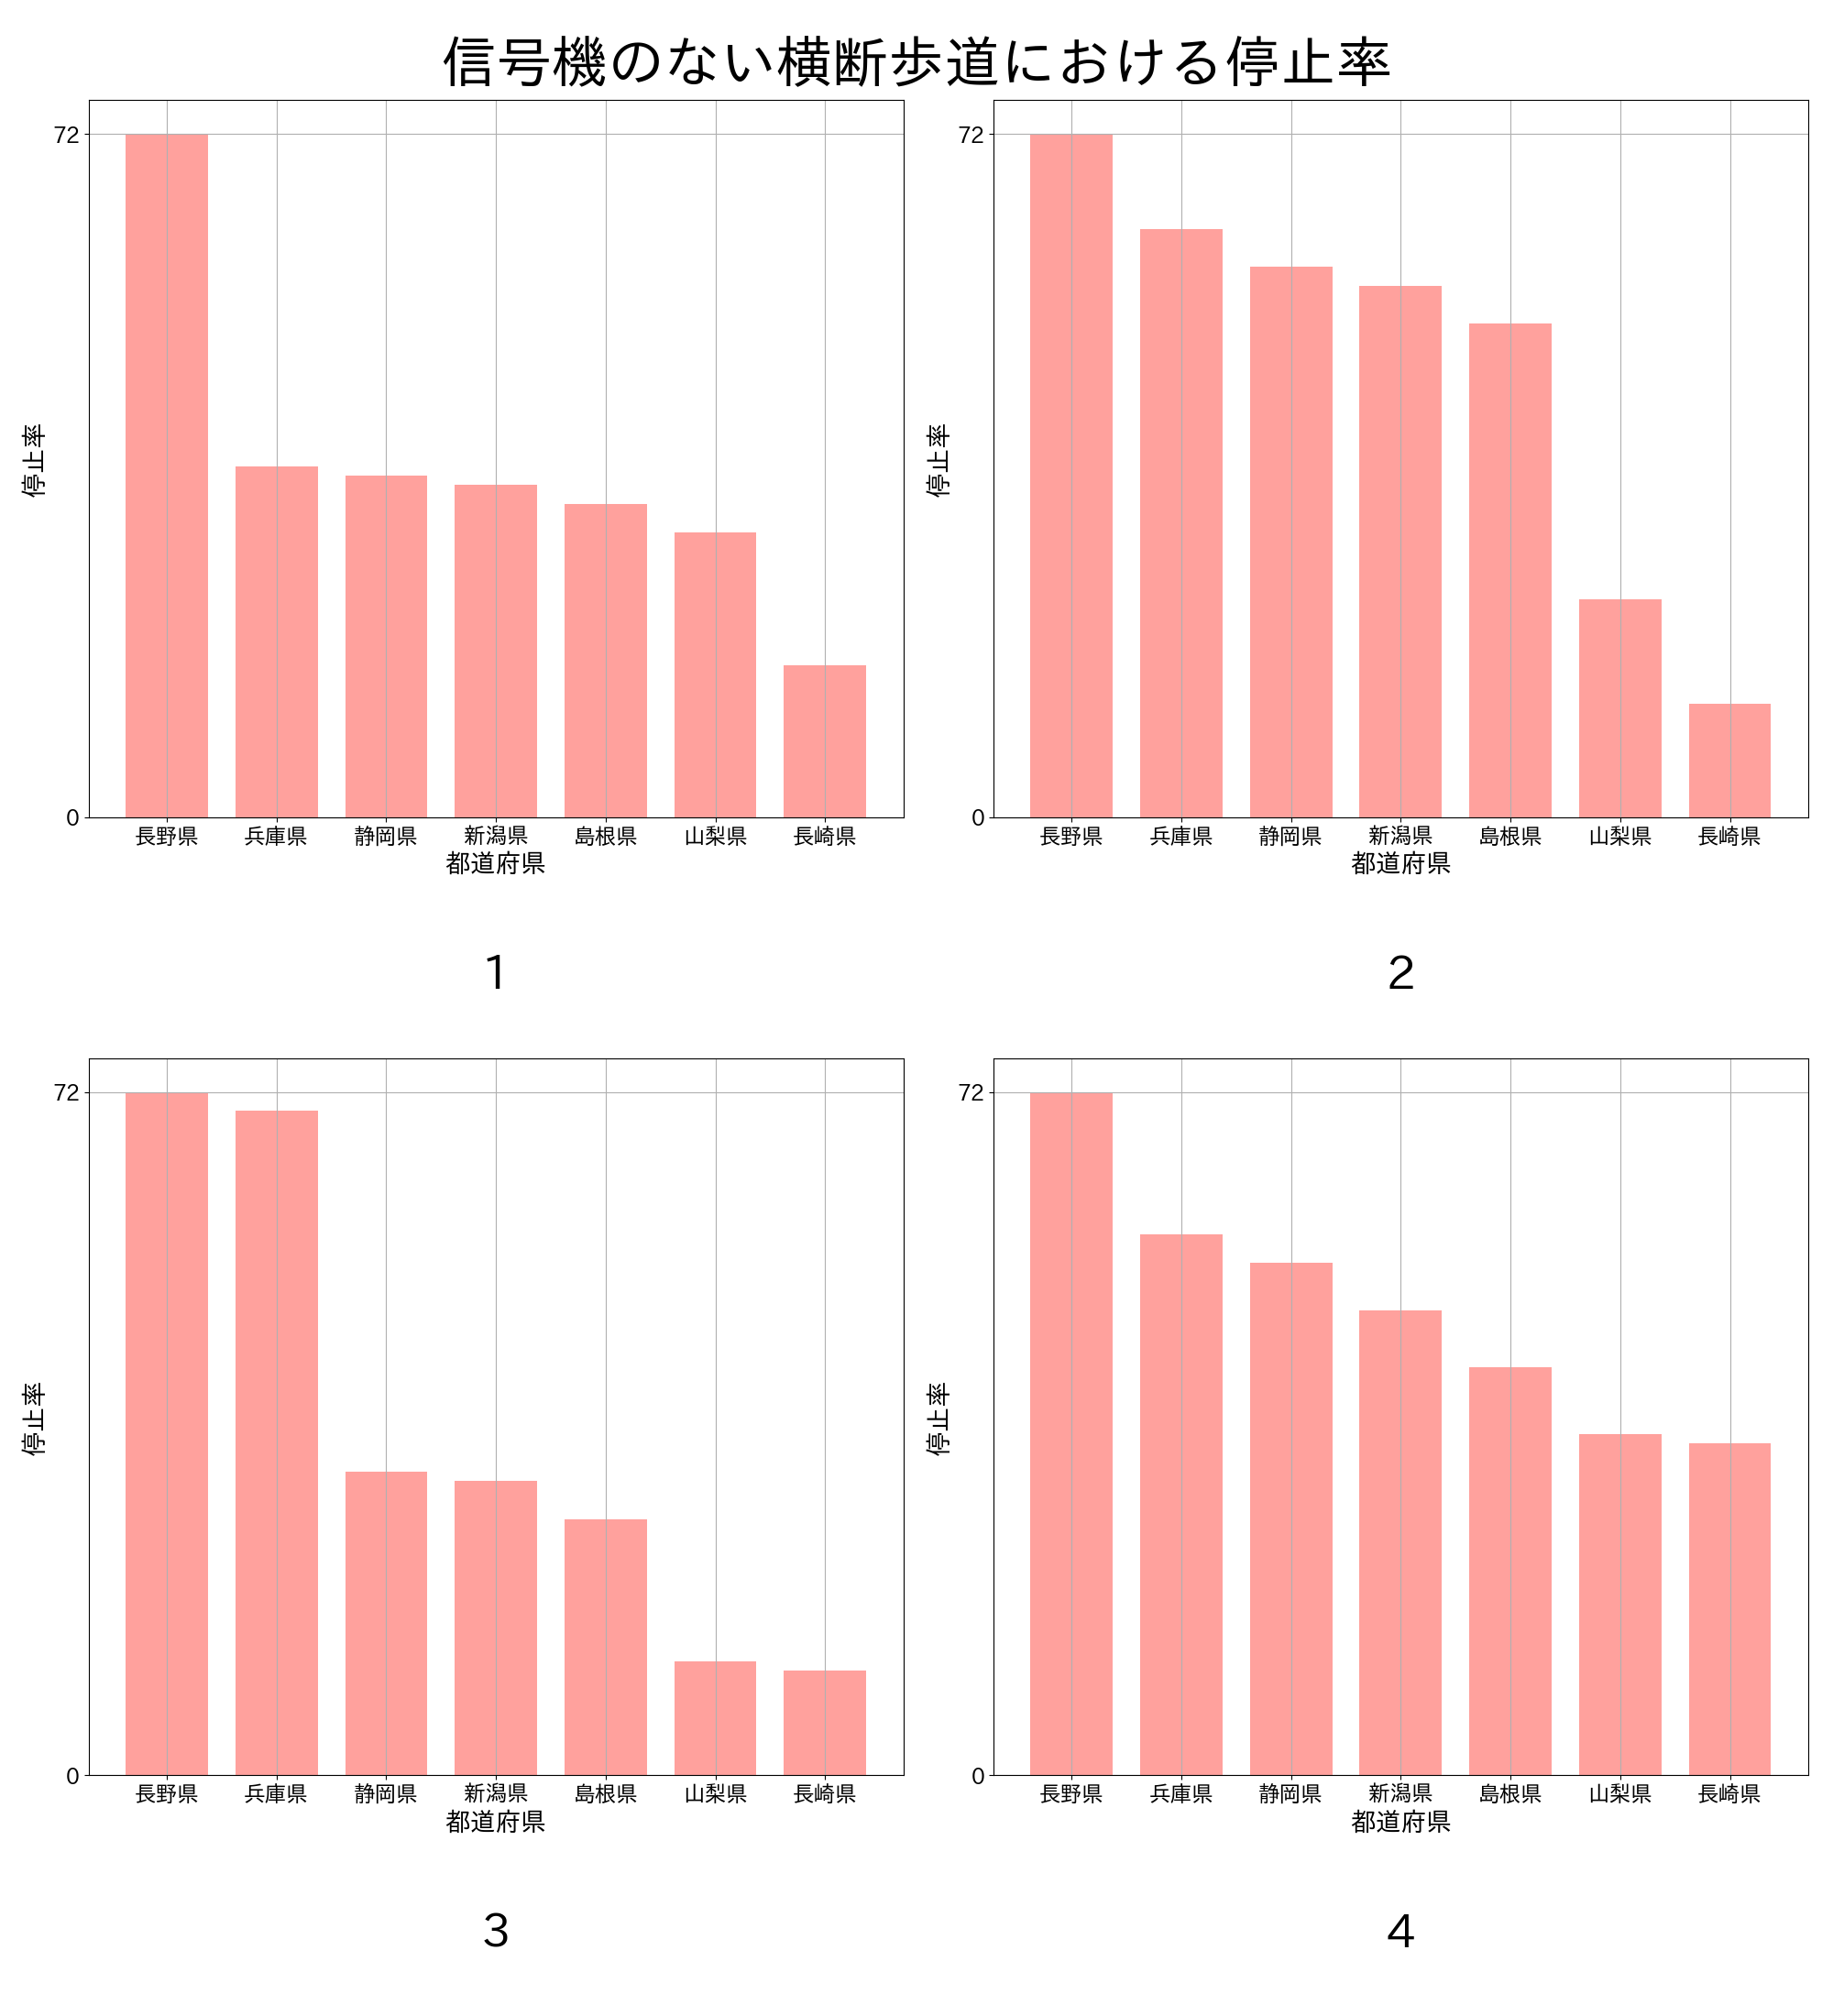 信号機のない横断歩道における停止率
72
0
停止率
長野県 兵庫県 静岡県 新潟県 島根県 山梨県 長崎県
都道府県
1
72
0
停止率
長野県 兵庫県 静岡県 新潟県 島根県 山梨県 長崎県
都道府県
2
72
0
停止率
長野県 兵庫県 静岡県 新潟県 島根県 山梨県 長崎県
都道府県
3
72
0
停止率
長野県 兵庫県 静岡県 新潟県 島根県 山梨県 長崎県
都道府県
4